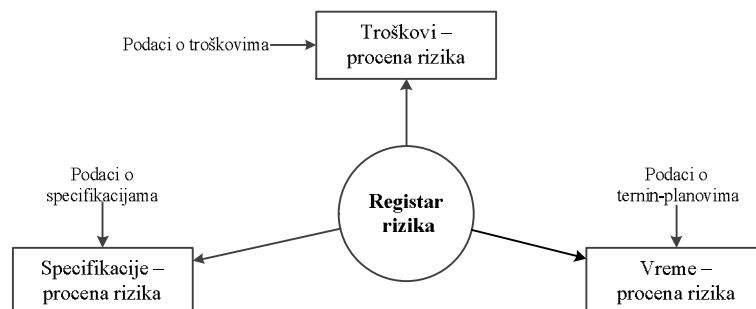 Podaci o troškovima
Troškovi –
procena rizika
Podaci o
specifikacijama
Registar
rizika
Podaci o
ternin-planovima
Specifikacije –
procena rizika
Vreme –
procena rizika